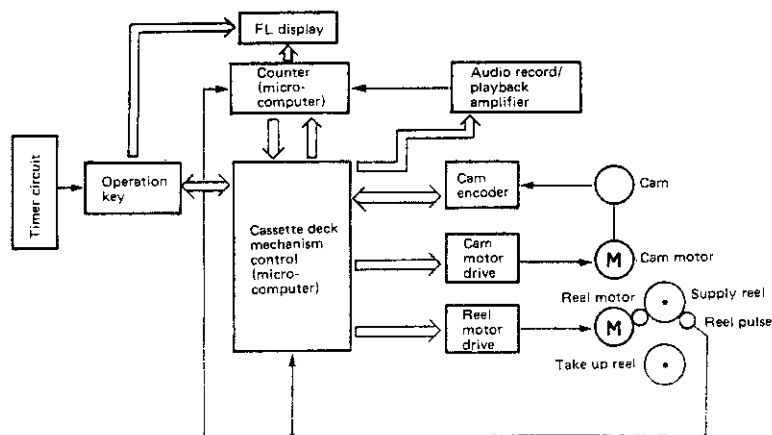 FL display
Counter
(micro-
computer)
Audio record/
playback
amplifier
Timer circuit
Operation
key
Cassette deck
mechanism
control
(micro-
computer)
Cam
encoder
Cam
Cam
motor
drive
M
Cam motor
Reel
motor
drive
Reel motor
M
Supply reel
Reel pulse
Take up reel